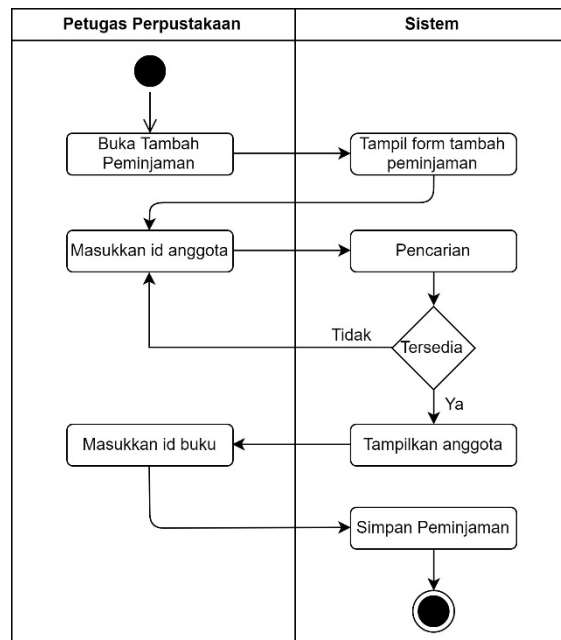 Petugas Perpustakaan
Sistem
Buka Tambah
Peminjaman
Tampil form tambah
peminjaman
Masukkan id anggota
Pencarian
Tidak
Tersedia
Ya
Masukkan id buku
Tampilkan anggota
Simpan Peminjaman